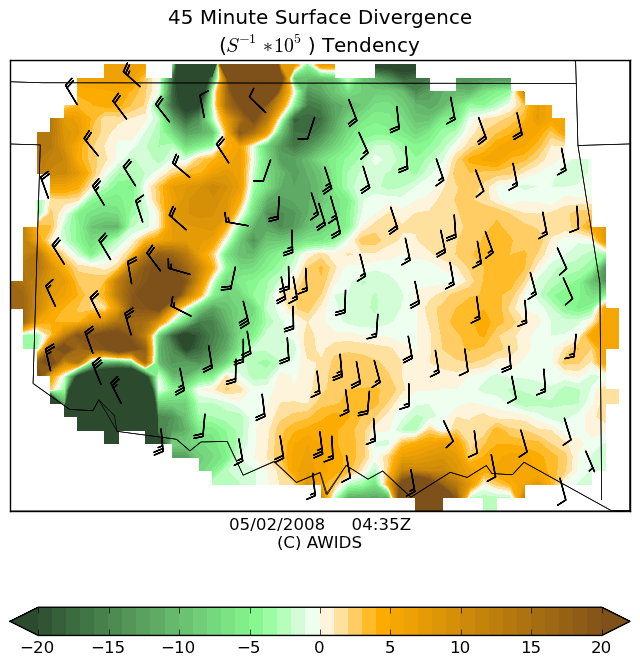 45 Minute Surface Divergence
(S⁻¹ * 10⁵ ) Tendency
05/02/2008 04:35Z
(C) AWIDS
−20 −15 −10 −5 0 5 10 15 20